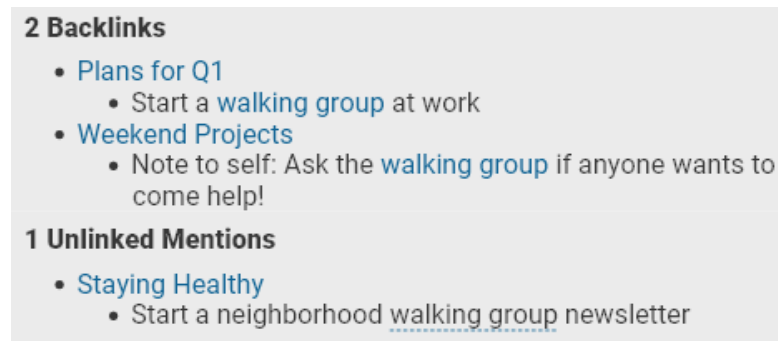 2 Backlinks
Plans for Q1
Start a walking group at work
Weekend Projects
Note to self: Ask the walking group if anyone wants to
come help!
1 Unlinked Mentions
Staying Healthy
Start a neighborhood walking group newsletter